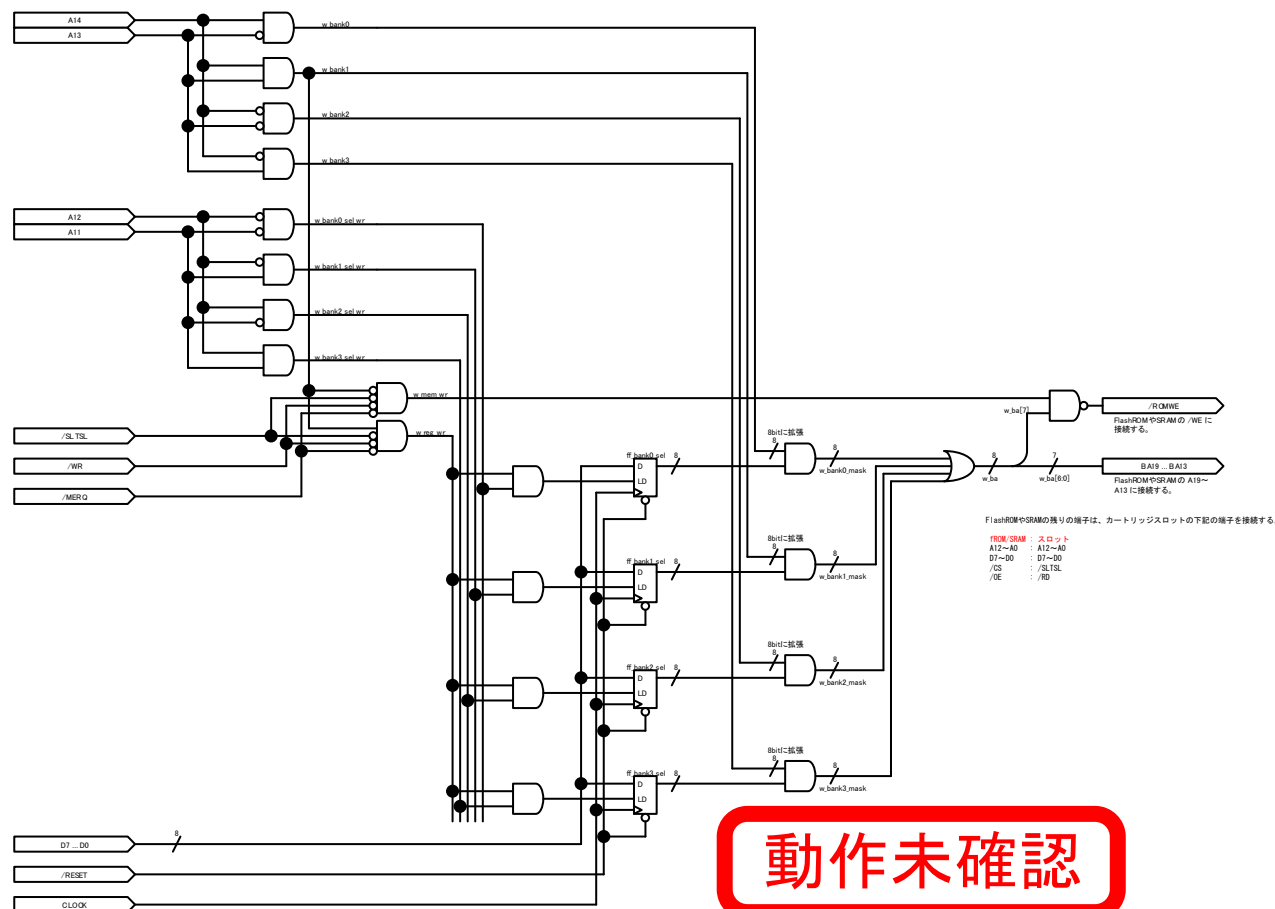 A14
A13
w_bank0
w_bank1
w_bank2
w_bank3
A12
A11
w_bank0_sel_wr
w_bank1_sel_wr
w_bank2_sel_wr
w_bank3_sel_wr
w_mem_wr
w_reg_wr
/SLTSL
/WR
/MERQ
ff_bank0_sel
D
LD
8
8bitに拡張
8
8
w_bank0_mask
ff_bank1_sel
D
LD
8
8bitに拡張
8
8
w_bank1_mask
ff_bank2_sel
D
LD
8
8bitに拡張
8
8
w_bank2_mask
ff_bank3_sel
D
LD
8
8bitに拡張
8
8
w_bank3_mask
8
w_ba
w_ba[7]
7
w_ba[6:0]
/ROMWE
FlashROMやSRAMの /WE に
接続する。
BA19 ... BA13
FlashROMやSRAMの A19～
A13 に接続する。
FlashROMやSRAMの残りの端子は、カートリッジスロットの下記の端子を接続する
fROM/SRAM : スロット
A12～A0 : A12～A0
D7～D0 : D7～D0
/CS : /SLTSL
/OE : /RD
D7 ... D0
8
/RESET
CLOCK
動作未確認